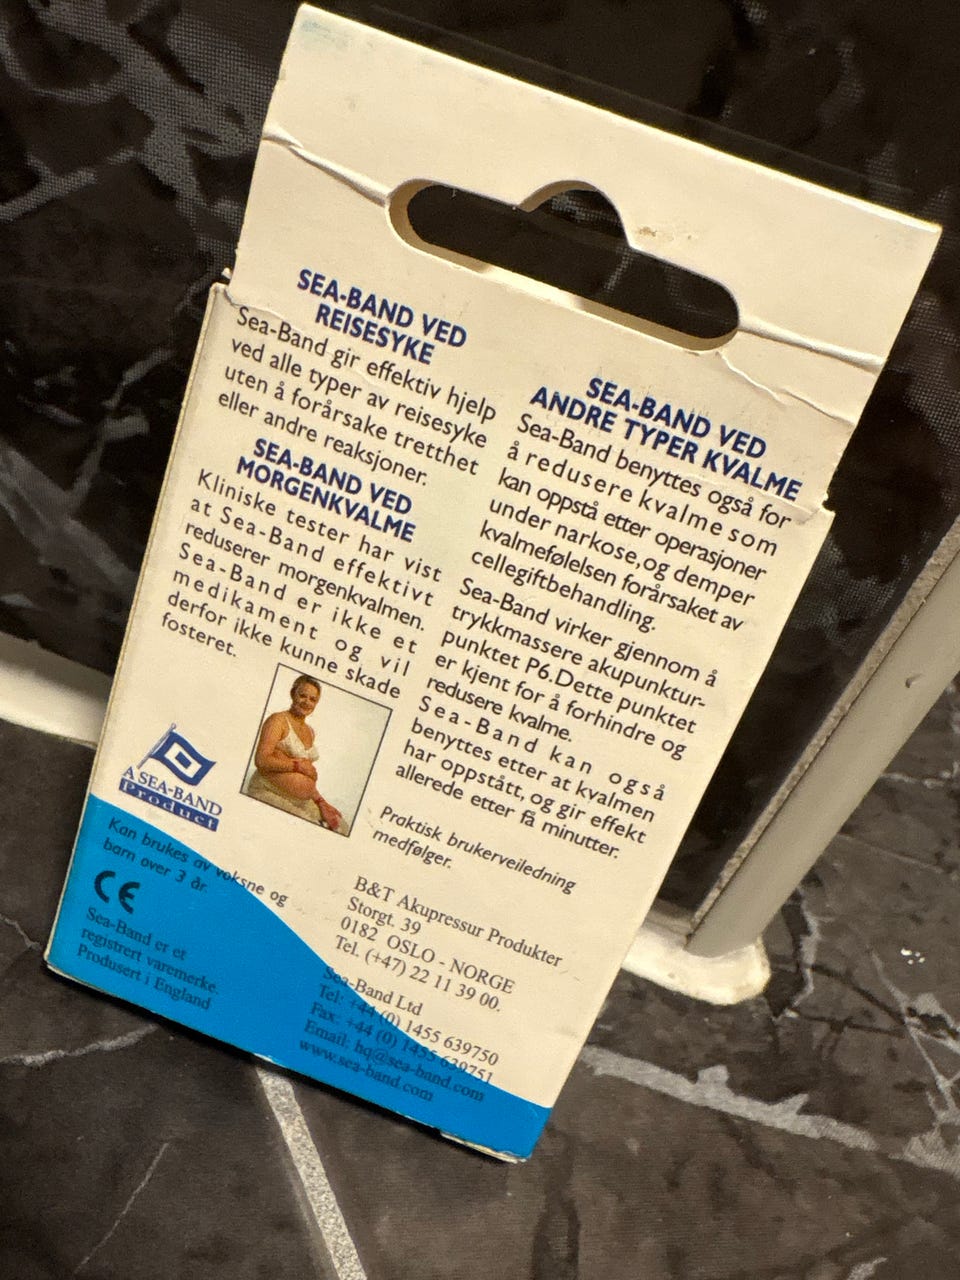 SEA-BAND VED
REISESYKE
Sea-Band gir effektiv hjelp
ved alle typer av reisesyke
uten å forårsake tretthet
eller andre reaksjoner.
SEA-BAND VED
MORGENKVALME
Kliniske tester har vist
at Sea-Band effektivt
reduserer morgenkvalmen.
Sea-Band er ikke et
medikament og vil
derfor ikke kunne skade
fosteret.
A SEA-BAND
Product
Kan brukes av voksne og
barn over 3 år.
CE
Sea-Band er et
registrert varemerke.
Produsert i England
SEA-BAND VED
ANDRE TYPER KVALME
Sea-Band benyttes også for
å redusere kvalme som
kan oppstå etter operasjoner
under narkose, og demper
kvalmefølelsen forårsaket av
cellegiftbehandling.
Sea-Band virker gjennom å
trykkmassere akupunktur-
punktet P6. Dette punktet
er kjent for å forhindre og
redusere kvalme.
Sea-Band kan også
benyttes etter at kvalmen
har oppstått, og gir effekt
allerede etter få minutter.
Praktisk brukerveiledning
medfølger.
B&T Akupressur Produkter
Storgt. 39
0182 OSLO - NORGE
Tel. (+47) 22 11 39 00.
Sea-Band Ltd
Tel: +44 (0) 1455 639750
Fax: +44 (0) 1455 639751
Email: hq@sea-band.com
www.sea-band.com